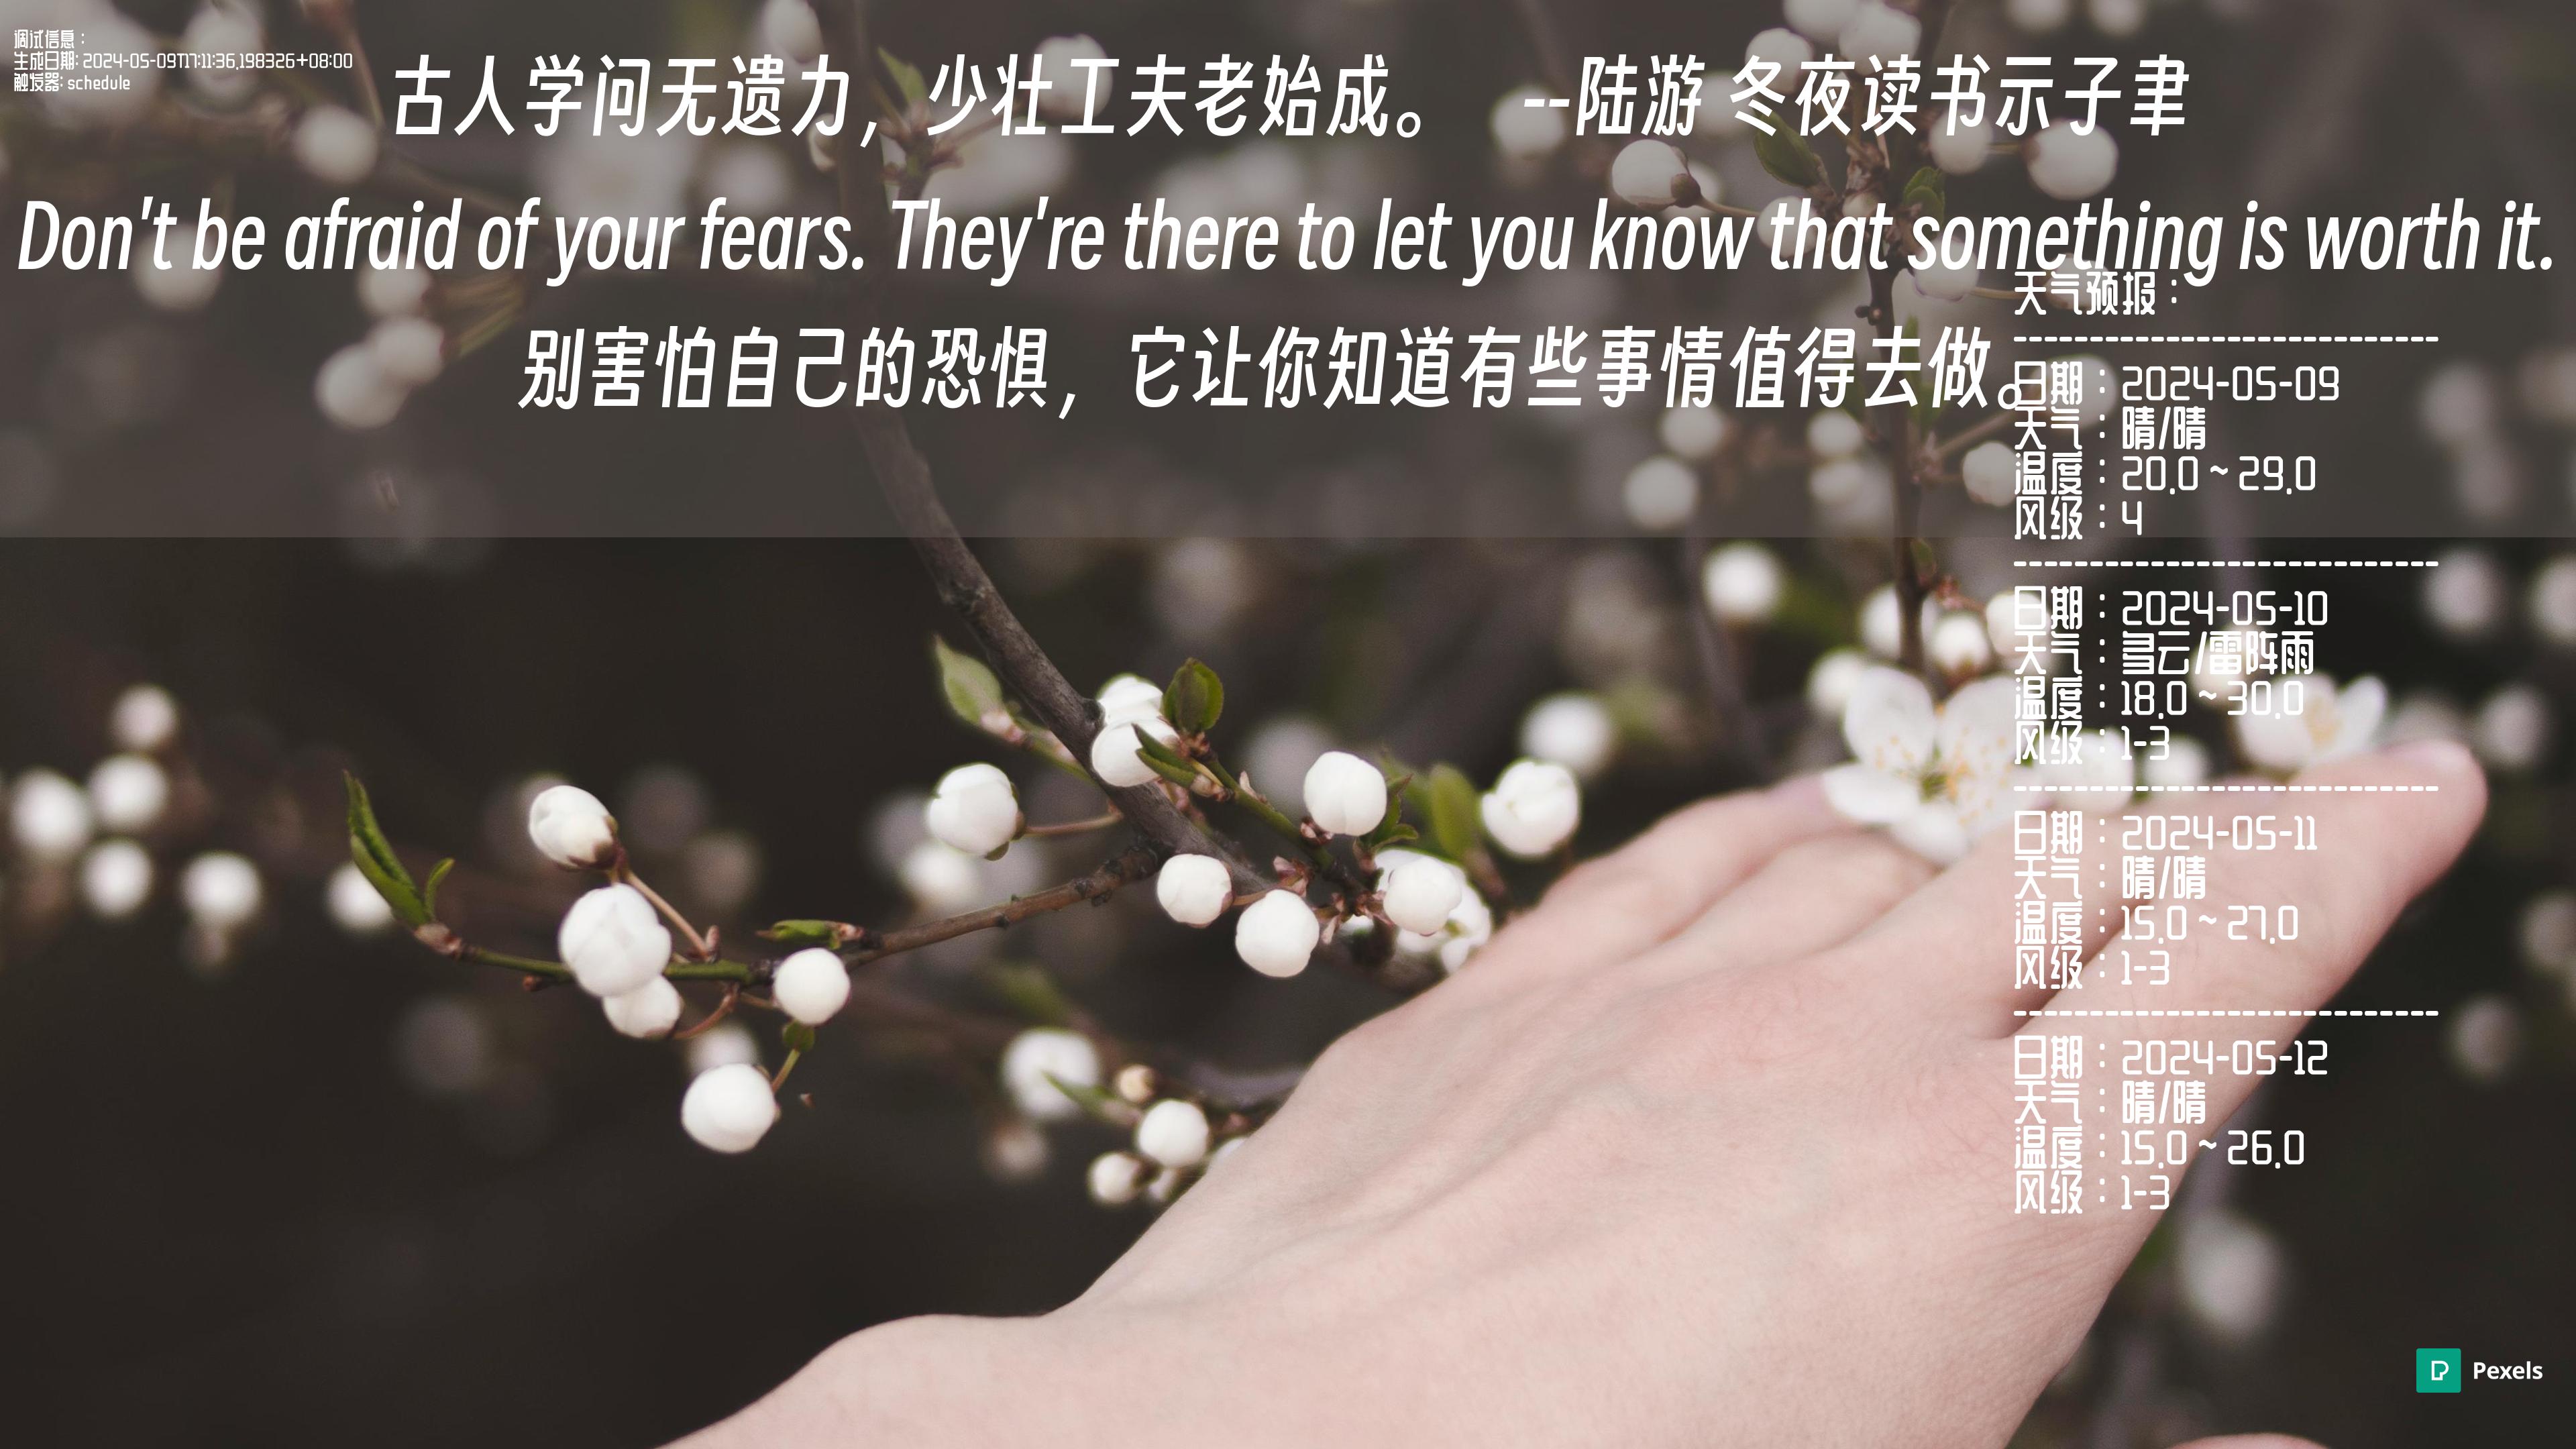 调试信息：
生成日期: 2024-05-09T17:11:36.198326+08:00
触发器: schedule
古人学问无遗力，少壮工夫老始成。 --陆游 冬夜读书示子聿
Don't be afraid of your fears. They're there to let you know that something is worth it.
别害怕自己的恐惧，它让你知道有些事情值得去做。
天气预报：
------------------------------
日期：2024-05-09
天气：晴/晴
温度：20.0 ~ 29.0
风级：4
------------------------------
日期：2024-05-10
天气：多云/雷阵雨
温度：18.0 ~ 30.0
风级：1-3
------------------------------
日期：2024-05-11
天气：晴/晴
温度：15.0 ~ 27.0
风级：1-3
------------------------------
日期：2024-05-12
天气：晴/晴
温度：15.0 ~ 26.0
风级：1-3
Pexels